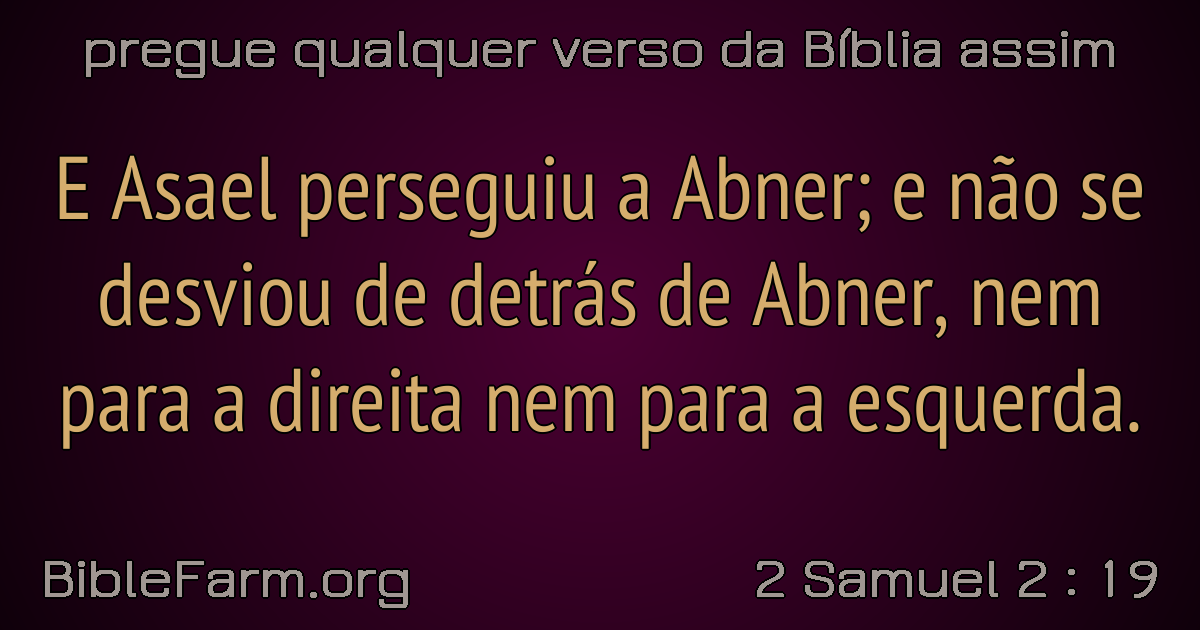 pregue qualquer verso da Bíblia assim
E Asael perseguiu a Abner; e não se
desviou de detrás de Abner, nem
para a direita nem para a esquerda.
BibleFarm.org
2 Samuel 2 : 19